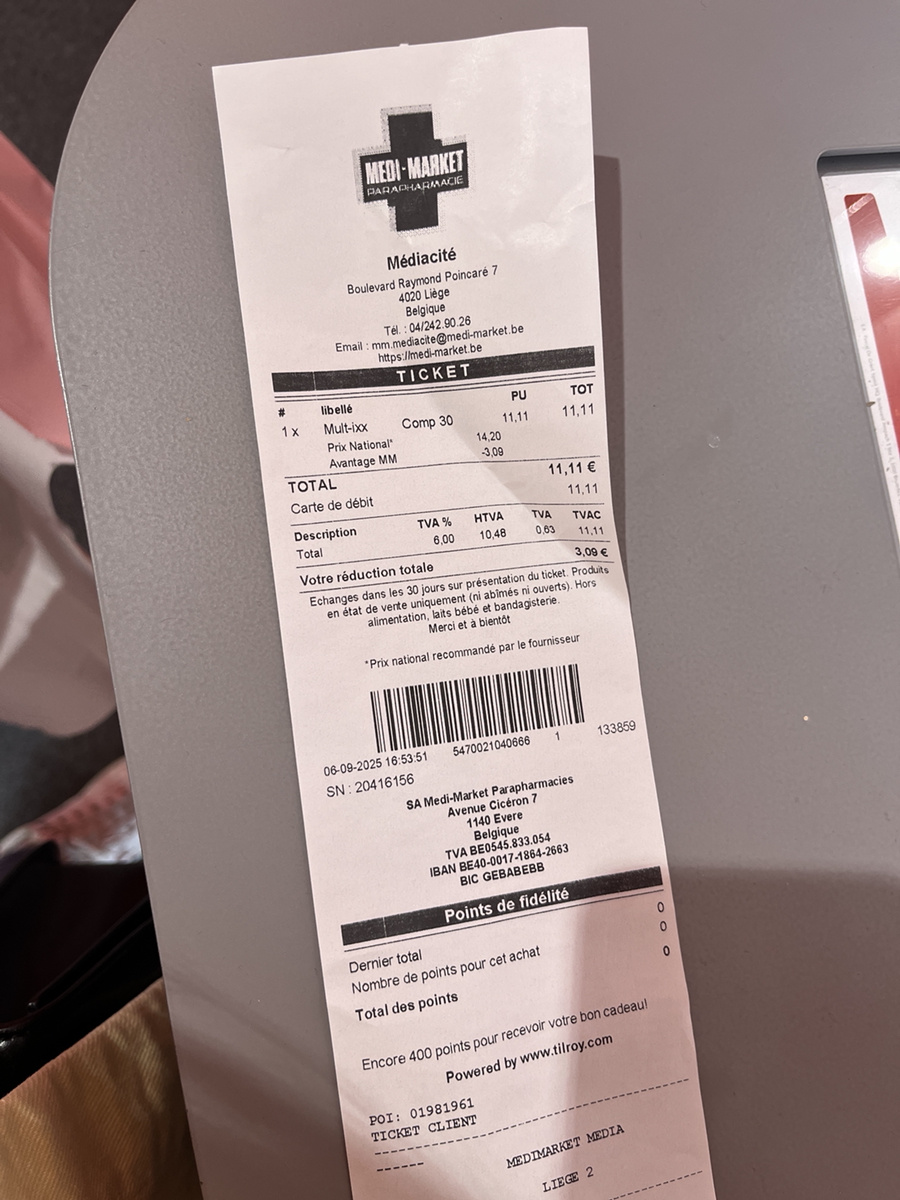 MEDI-MARKET
PARAPHARMACIE
Médiacité
Boulevard Raymond Poincaré 7
4020 Liège
Belgique
Tél. : 04/242.90.26
Email : mm.mediacite@medi-market.be
https://medi-market.be
TICKET
# libellé PU TOT
1 x Mult-ixx Comp 30 11,11 11,11
Prix National* 14,20
Avantage MM -3,09
TOTAL 11,11 €
Carte de débit 11,11
Description TVA % HTVA TVA TVAC
Total 6,00 10,48 0,63 11,11
Votre réduction totale 3,09 €
Echanges dans les 30 jours sur présentation du ticket. Produits
en état de vente uniquement (ni abîmés ni ouverts). Hors
alimentation, laits bébé et bandagisterie.
Merci et à bientôt
*Prix national recommandé par le fournisseur
06-09-2025 16:53:51 5470021040666 1 133859
SN : 20416156
SA Medi-Market Parapharmacies
Avenue Cicéron 7
1140 Evere
Belgique
TVA BE0545.833.054
IBAN BE40-0017-1864-2663
BIC GEBABEBB
Points de fidélité
Dernier total 0
Nombre de points pour cet achat 0
Total des points 0
Encore 400 points pour recevoir votre bon cadeau!
Powered by www.tilroy.com
POI: 01981961
TICKET CLIENT
MEDIMARKET MEDIA
LIEGE 2